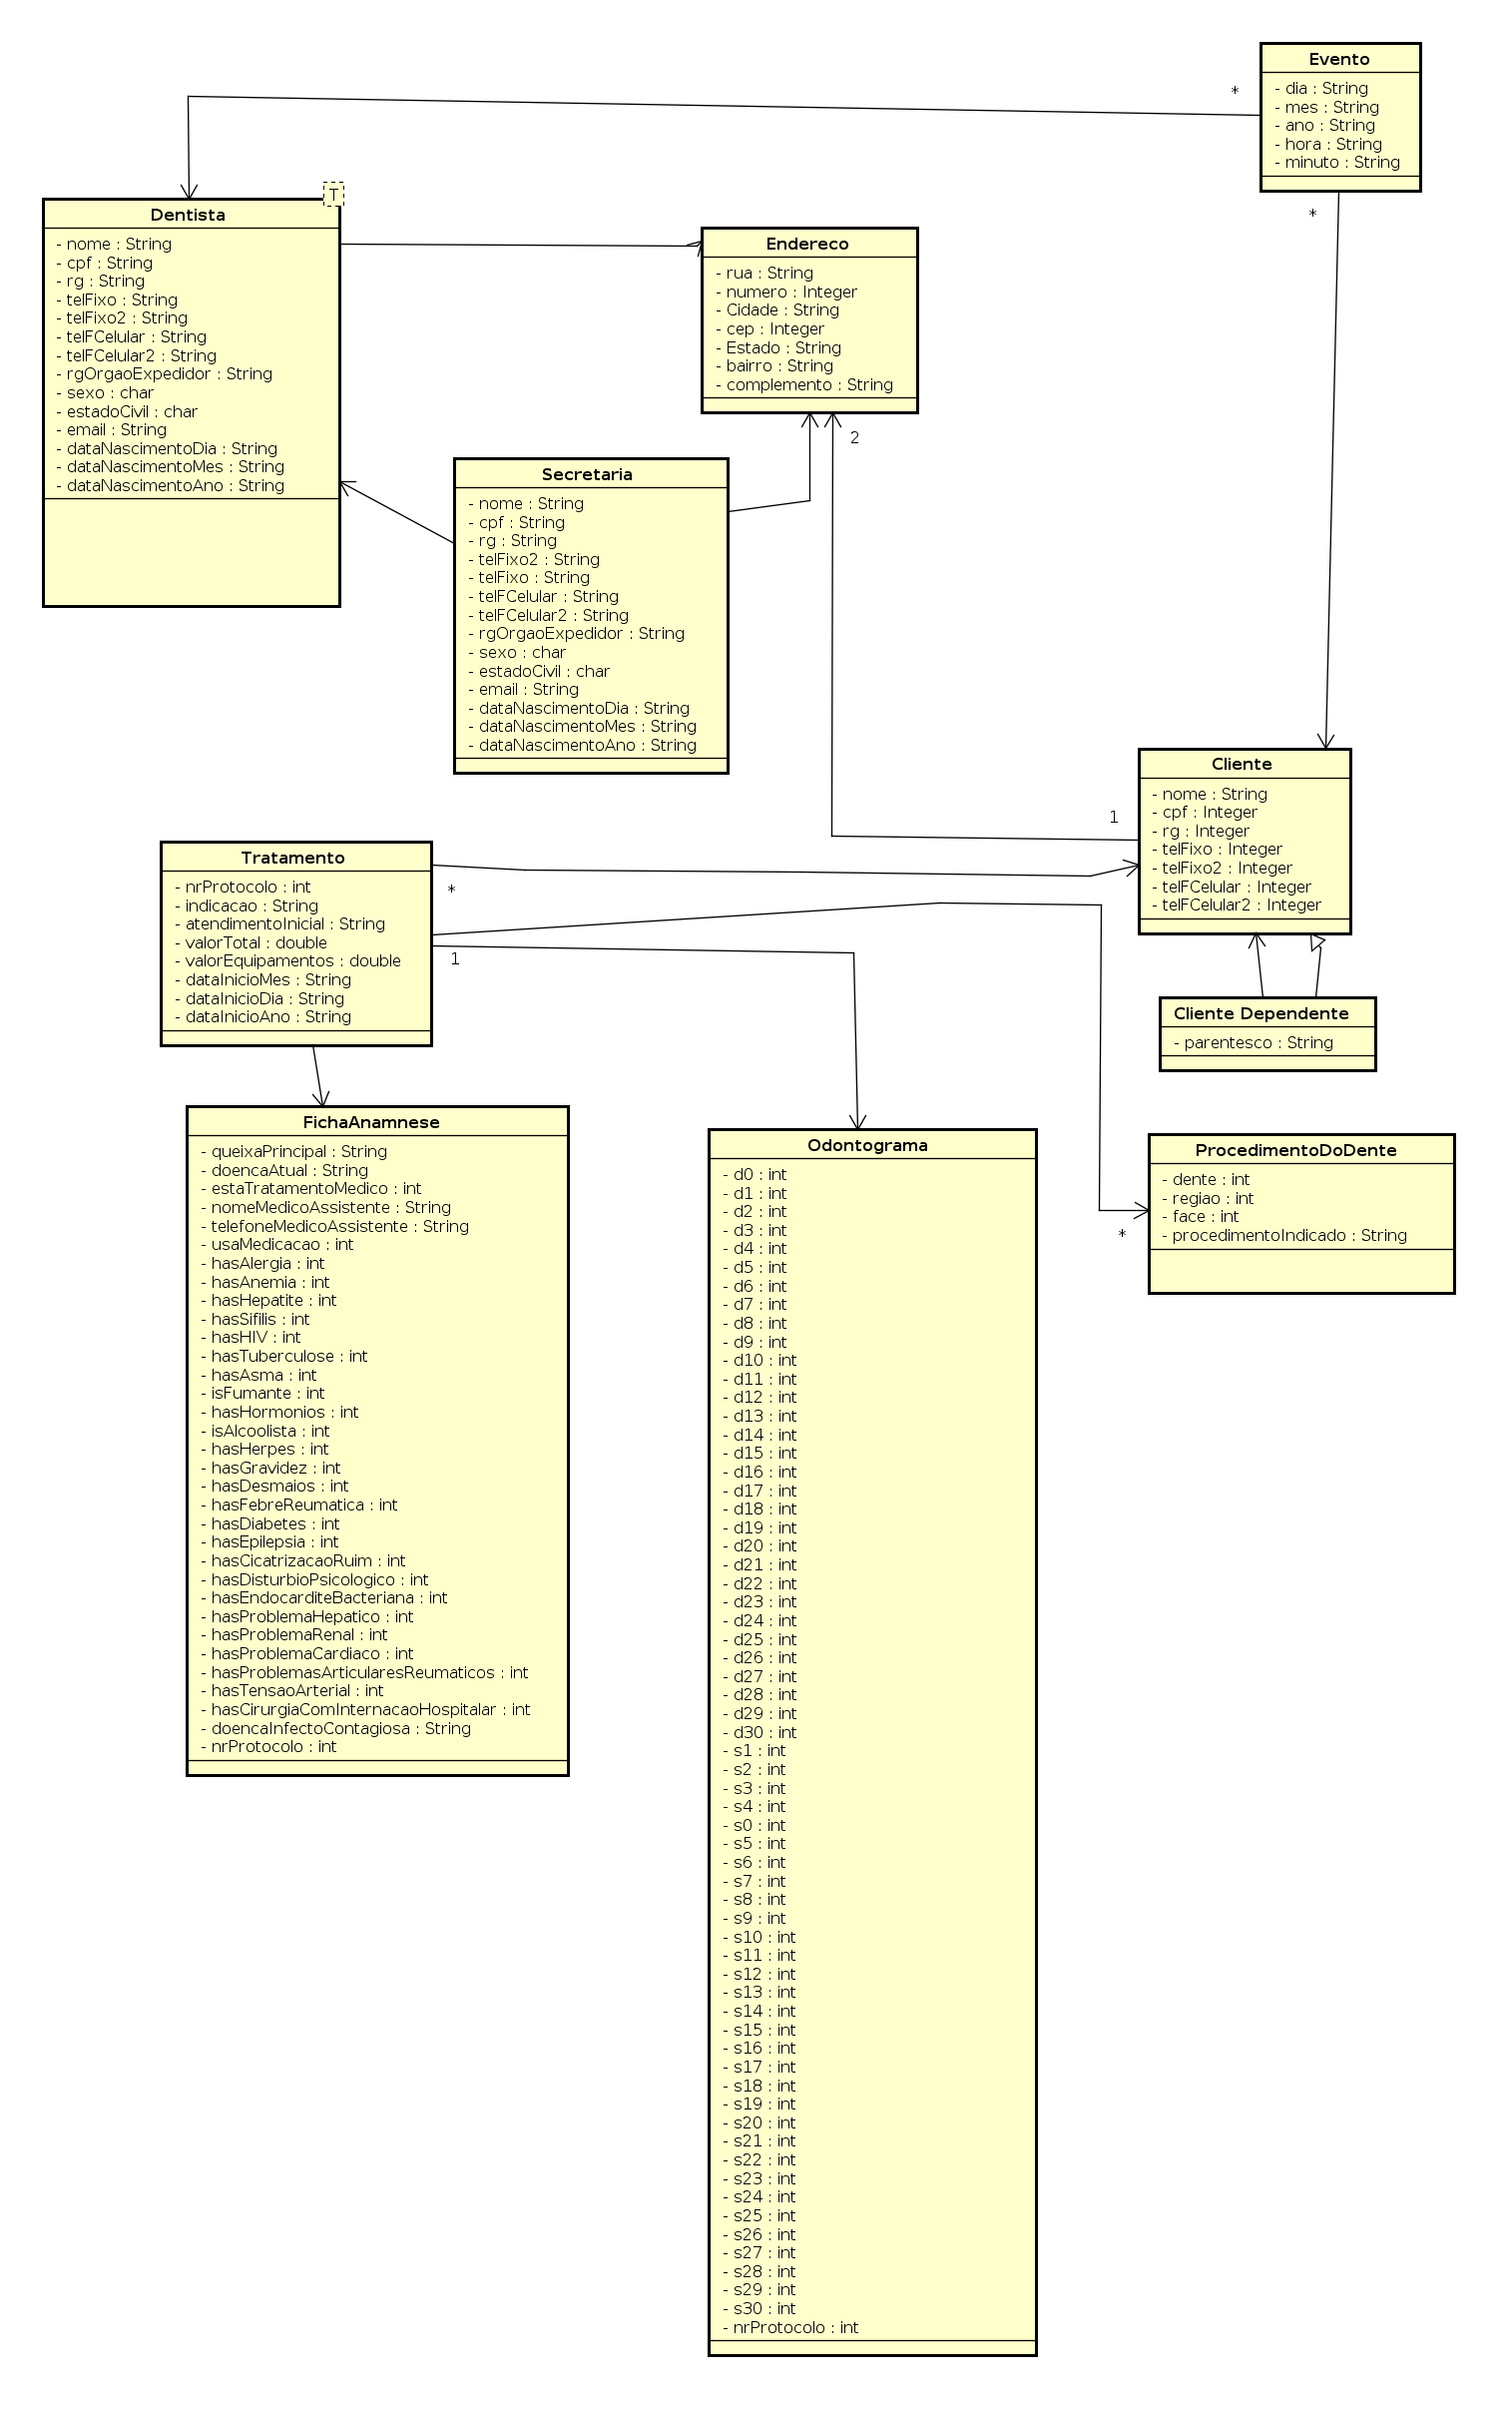 Evento
- dia : String
- mes : String
- ano : String
- hora : String
- minuto : String
*
*
T
Dentista
- nome : String
- cpf : String
- rg : String
- telFixo : String
- telFixo2 : String
- telFCelular : String
- telFCelular2 : String
- rgOrgaoExpedidor : String
- sexo : char
- estadoCivil : char
- email : String
- dataNascimentoDia : String
- dataNascimentoMes : String
- dataNascimentoAno : String
Endereco
- rua : String
- numero : Integer
- Cidade : String
- cep : Integer
- Estado : String
- bairro : String
- complemento : String
2
Secretaria
- nome : String
- cpf : String
- rg : String
- telFixo2 : String
- telFixo : String
- telFCelular : String
- telFCelular2 : String
- rgOrgaoExpedidor : String
- sexo : char
- estadoCivil : char
- email : String
- dataNascimentoDia : String
- dataNascimentoMes : String
- dataNascimentoAno : String
Cliente
- nome : String
- cpf : Integer
- rg : Integer
- telFixo : Integer
- telFixo2 : Integer
- telFCelular : Integer
- telFCelular2 : Integer
1
Tratamento
- nrProtocolo : int
- indicacao : String
- atendimentoInicial : String
- valorTotal : double
- valorEquipamentos : double
- dataInicioMes : String
- dataInicioDia : String
- dataInicioAno : String
*
1
Cliente Dependente
- parentesco : String
FichaAnamnese
- queixaPrincipal : String
- doencaAtual : String
- estaTratamentoMedico : int
- nomeMedicoAssistente : String
- telefoneMedicoAssistente : String
- usaMedicacao : int
- hasAlergia : int
- hasAnemia : int
- hasHepatite : int
- hasSifilis : int
- hasHIV : int
- hasTuberculose : int
- hasAsma : int
- isFumante : int
- hasHormonios : int
- isAlcoolista : int
- hasHerpes : int
- hasGravidez : int
- hasDesmaios : int
- hasFebreReumatica : int
- hasDiabetes : int
- hasEpilepsia : int
- hasCicatrizacaoRuim : int
- hasDisturbioPsicologico : int
- hasEndocarditeBacteriana : int
- hasProblemaHepatico : int
- hasProblemaRenal : int
- hasProblemaCardiaco : int
- hasProblemasArticularesReumaticos : int
- hasTensaoArterial : int
- hasCirurgiaComInternacaoHospitalar : int
- doencaInfectoContagiosa : String
- nrProtocolo : int
Odontograma
- d0 : int
- d1 : int
- d2 : int
- d3 : int
- d4 : int
- d5 : int
- d6 : int
- d7 : int
- d8 : int
- d9 : int
- d10 : int
- d11 : int
- d12 : int
- d13 : int
- d14 : int
- d15 : int
- d16 : int
- d17 : int
- d18 : int
- d19 : int
- d20 : int
- d21 : int
- d22 : int
- d23 : int
- d24 : int
- d25 : int
- d26 : int
- d27 : int
- d28 : int
- d29 : int
- d30 : int
- s1 : int
- s2 : int
- s3 : int
- s4 : int
- s0 : int
- s5 : int
- s6 : int
- s7 : int
- s8 : int
- s9 : int
- s10 : int
- s11 : int
- s12 : int
- s13 : int
- s14 : int
- s15 : int
- s16 : int
- s17 : int
- s18 : int
- s19 : int
- s20 : int
- s21 : int
- s22 : int
- s23 : int
- s24 : int
- s25 : int
- s26 : int
- s27 : int
- s28 : int
- s29 : int
- s30 : int
- nrProtocolo : int
ProcedimentoDoDente
- dente : int
- regiao : int
- face : int
- procedimentoIndicado : String
*